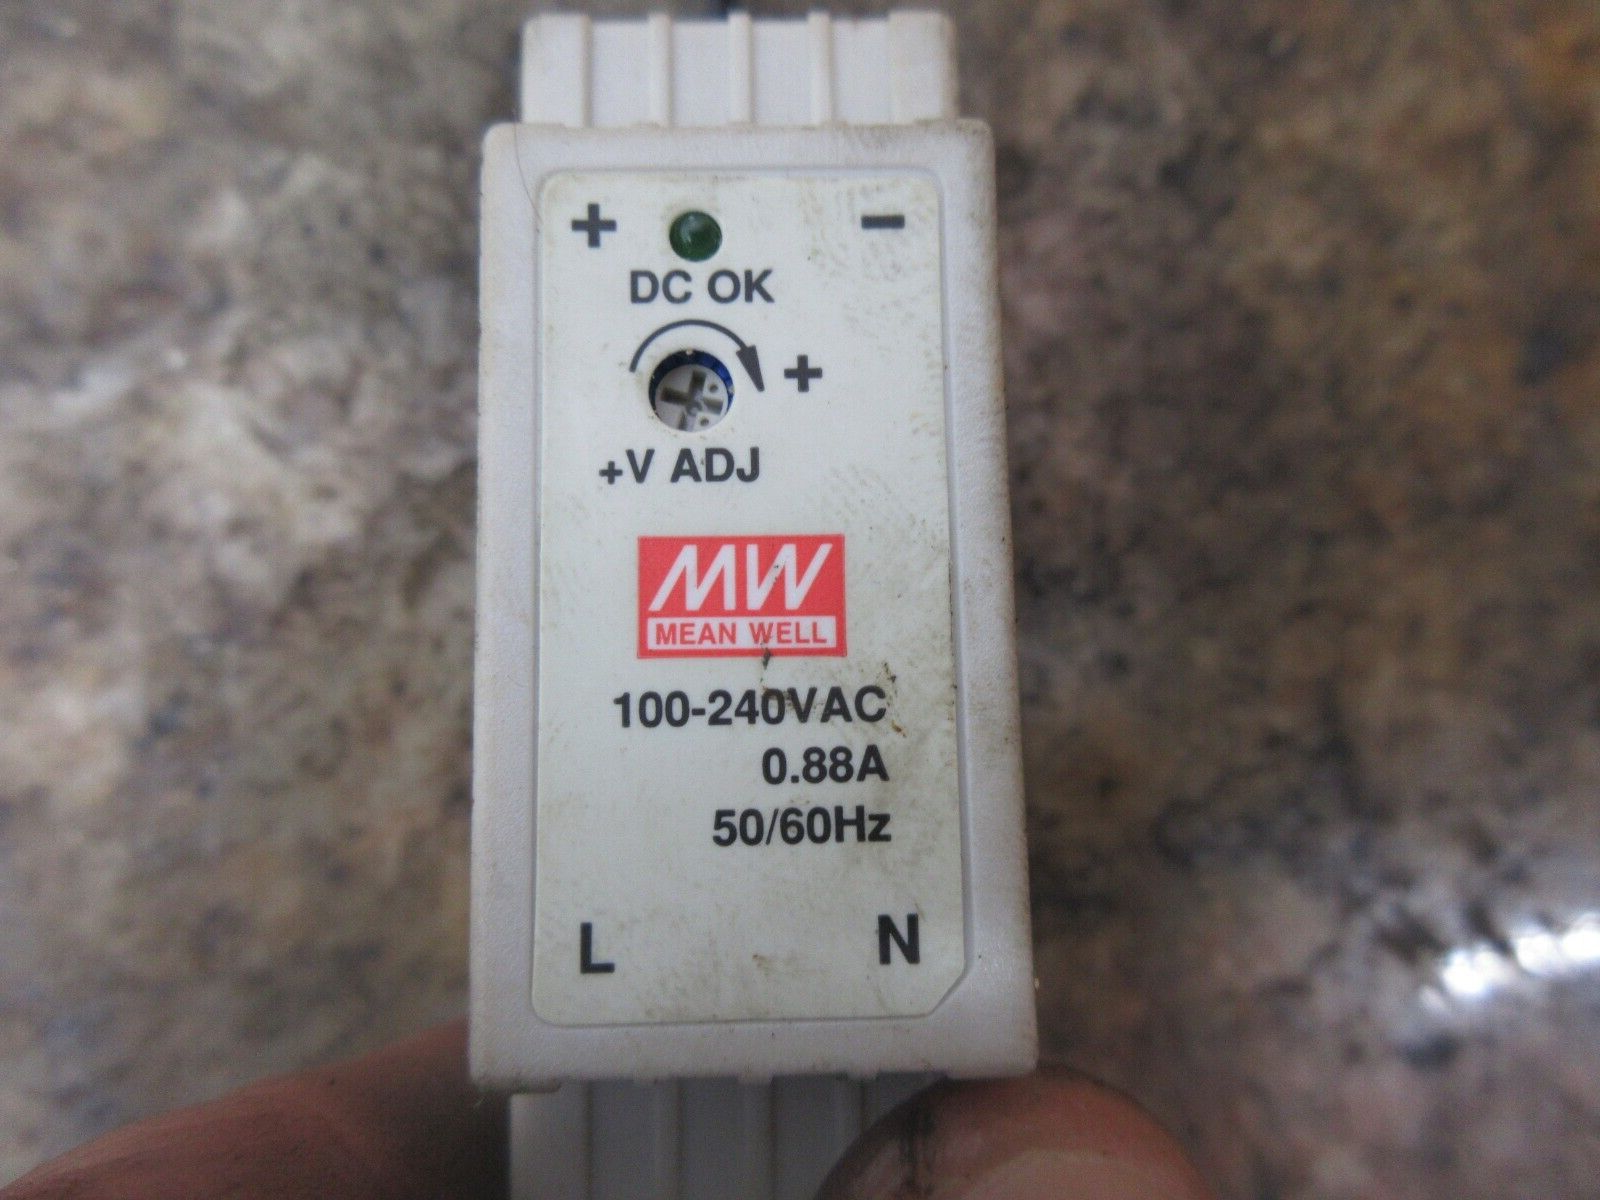 + -
DC OK
+
+V ADJ
MW
MEAN WELL
100-240VAC
0.88A
50/60Hz
L N